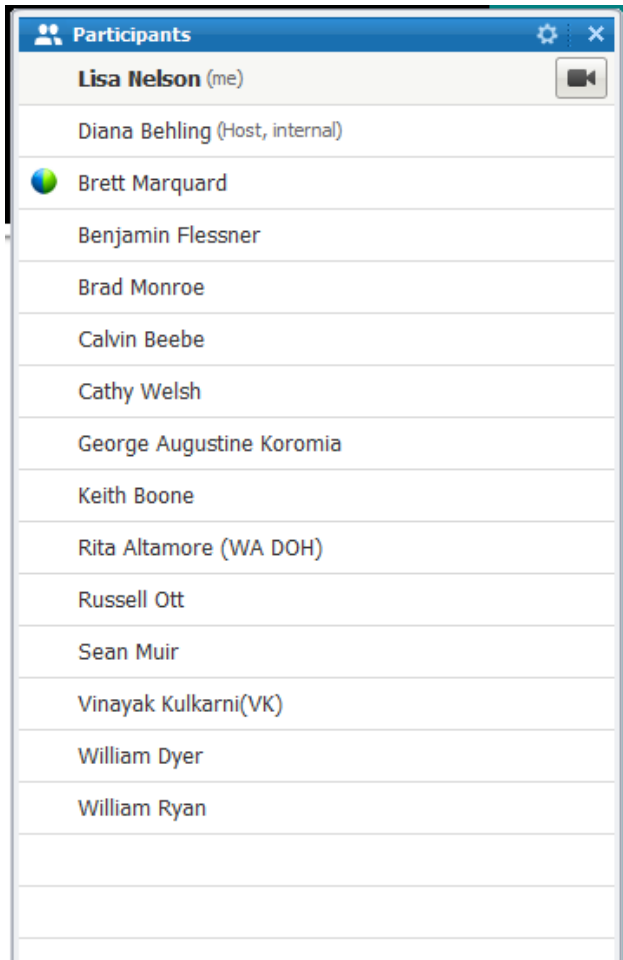 Participants
Lisa Nelson (me)
Diana Behling (Host, internal)
Brett Marquard
Benjamin Flessner
Brad Monroe
Calvin Beebe
Cathy Welsh
George Augustine Koromia
Keith Boone
Rita Altamore (WA DOH)
Russell Ott
Sean Muir
Vinayak Kulkarni(VK)
William Dyer
William Ryan